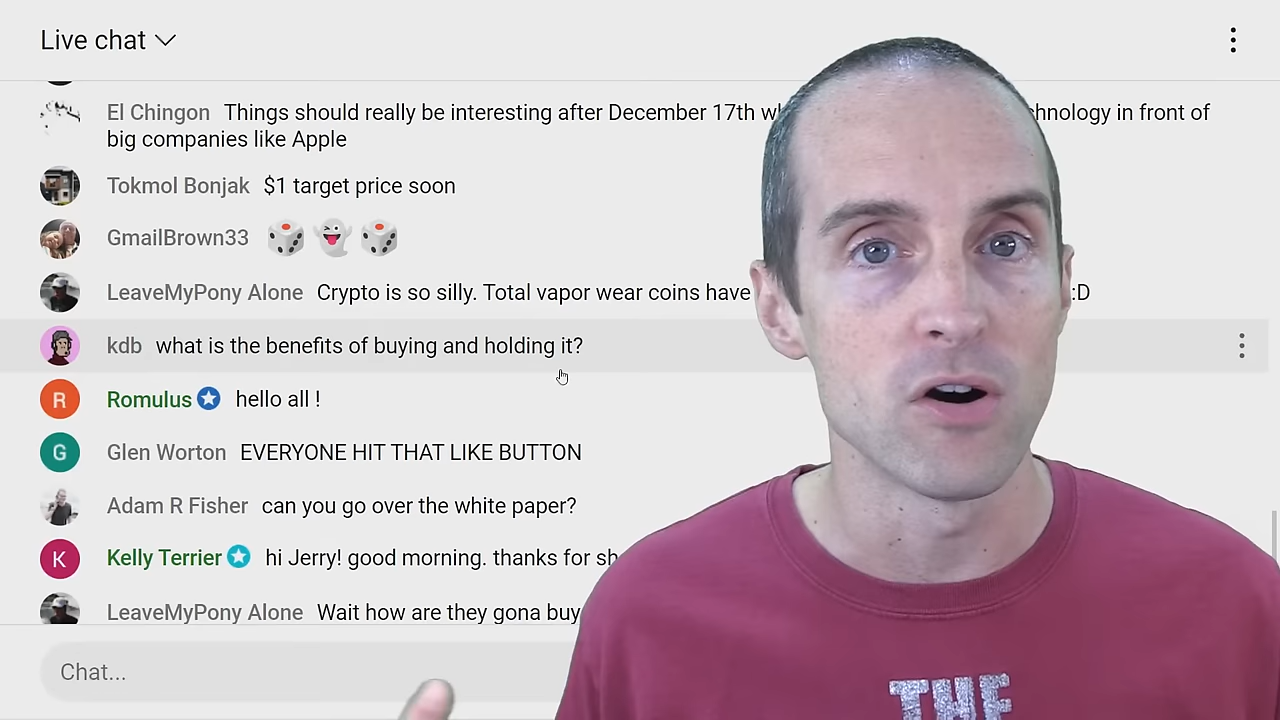 Live chat
El Chingon Things should really be interesting after December 17th hnology in front of
big companies like Apple
Tokmol Bonjak $1 target price soon
GmailBrown33 🎲👻🎲
LeaveMyPony Alone Crypto is so silly. Total vapor wear coins have :D
kdb what is the benefits of buying and holding it?
R Romulus hello all !
G Glen Worton EVERYONE HIT THAT LIKE BUTTON
Adam R Fisher can you go over the white paper?
K Kelly Terrier hi Jerry! good morning. thanks for sh
LeaveMyPony Alone Wait how are they gona buy
Chat...
THE